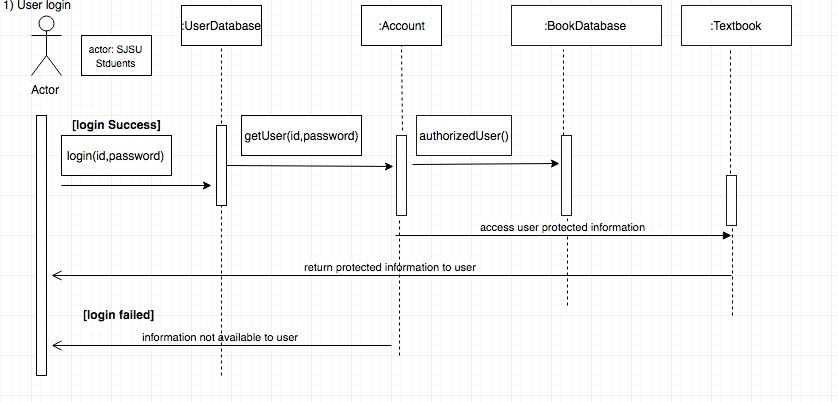 1) User login
:UserDatabase
:Account
:BookDatabase
:Textbook
actor: SJSU
Stduents
Actor
[login Success]
login(id,password)
getUser(id,password)
authorizedUser()
access user protected information
return protected information to user
[login failed]
information not available to user